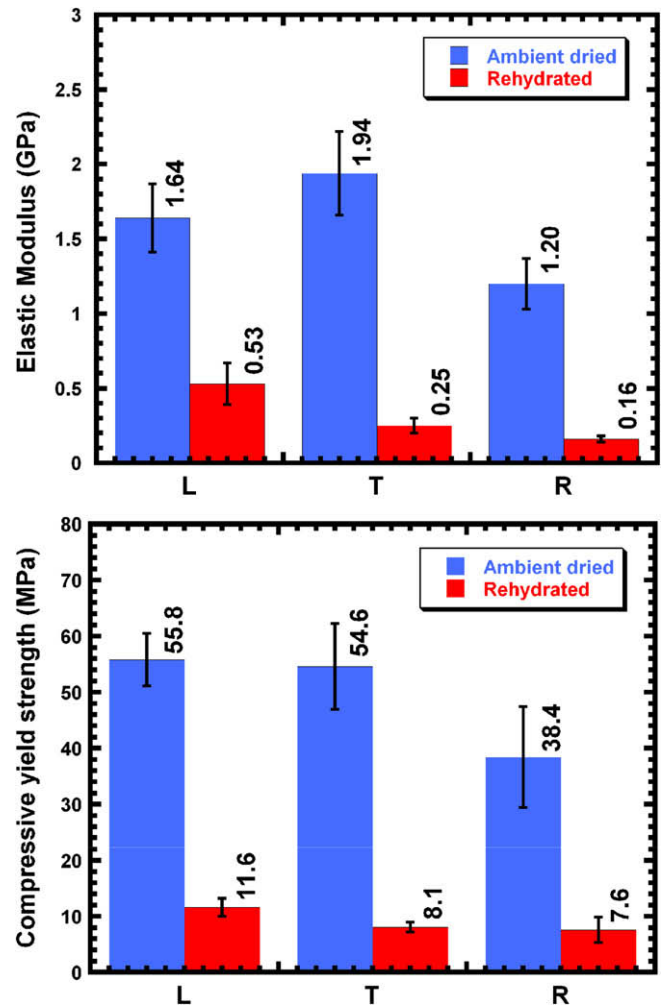 3
2.5
2
1.5
1
0.5
0
Elastic Modulus (GPa)
Ambient dried
Rehydrated
1.64
0.53
1.94
0.25
1.20
0.16
L
T
R
80
70
60
50
40
30
20
10
0
Compressive yield strength (MPa)
Ambient dried
Rehydrated
55.8
11.6
54.6
8.1
38.4
7.6
L
T
R